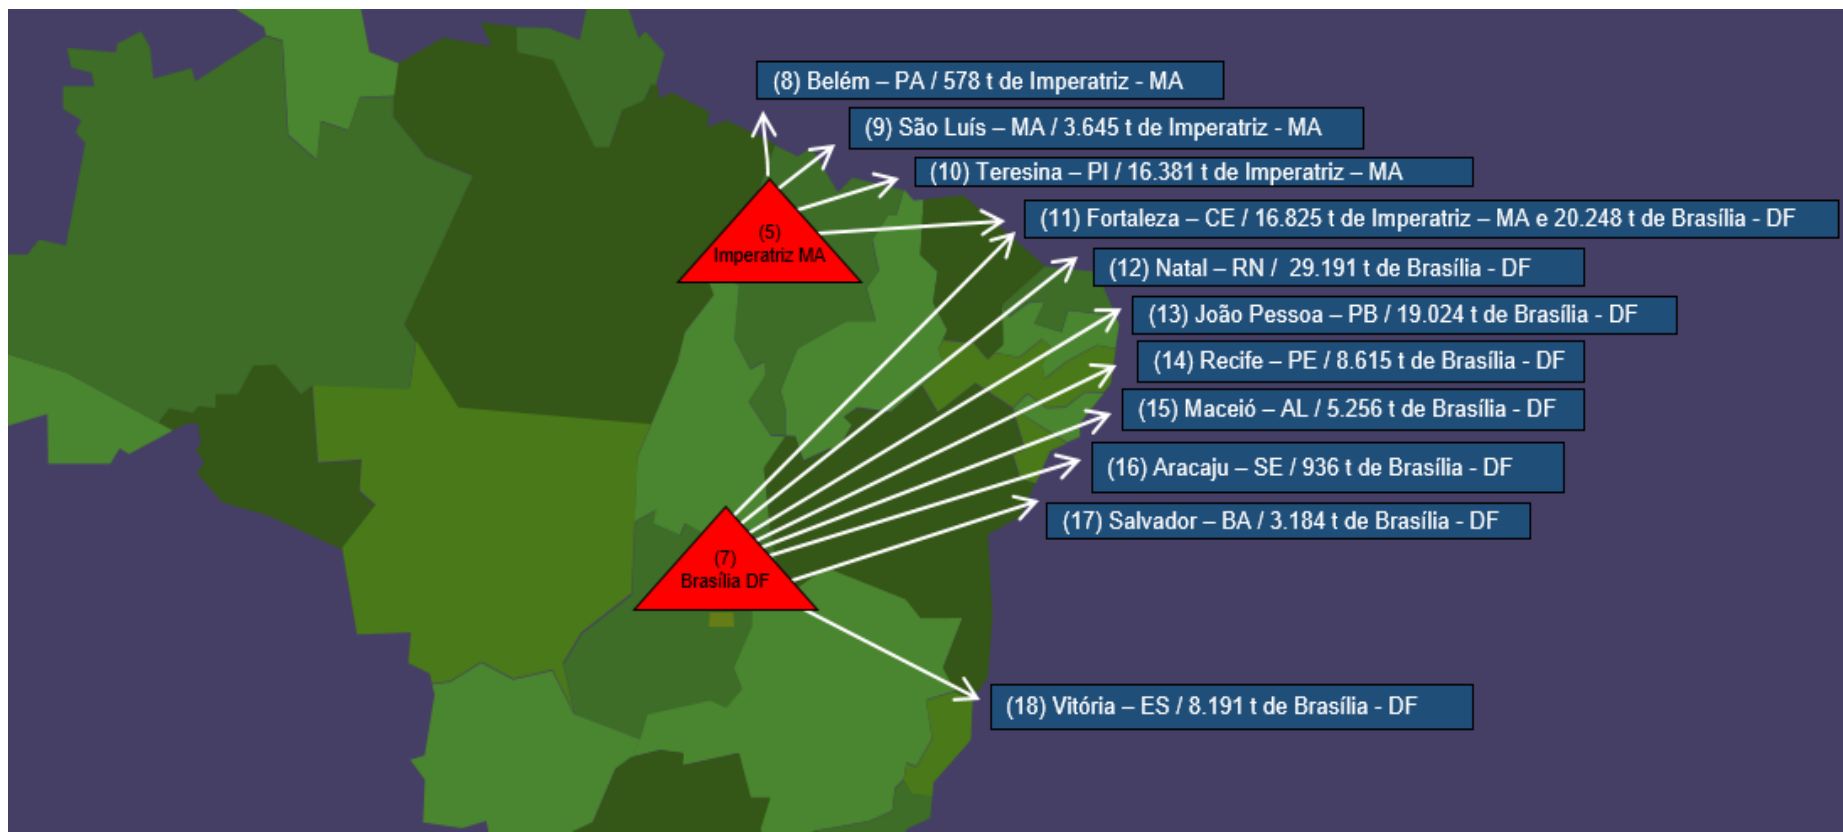 (8) Belém – PA / 578 t de Imperatriz - MA
(9) São Luís – MA / 3.645 t de Imperatriz - MA
(10) Teresina – PI / 16.381 t de Imperatriz – MA
(11) Fortaleza – CE / 16.825 t de Imperatriz – MA e 20.248 t de Brasília - DF
(5)
Imperatriz MA
(12) Natal – RN / 29.191 t de Brasília - DF
(13) João Pessoa – PB / 19.024 t de Brasília - DF
(14) Recife – PE / 8.615 t de Brasília - DF
(15) Maceió – AL / 5.256 t de Brasília - DF
(16) Aracaju – SE / 936 t de Brasília - DF
(17) Salvador – BA / 3.184 t de Brasília - DF
(7)
Brasília DF
(18) Vitória – ES / 8.191 t de Brasília - DF